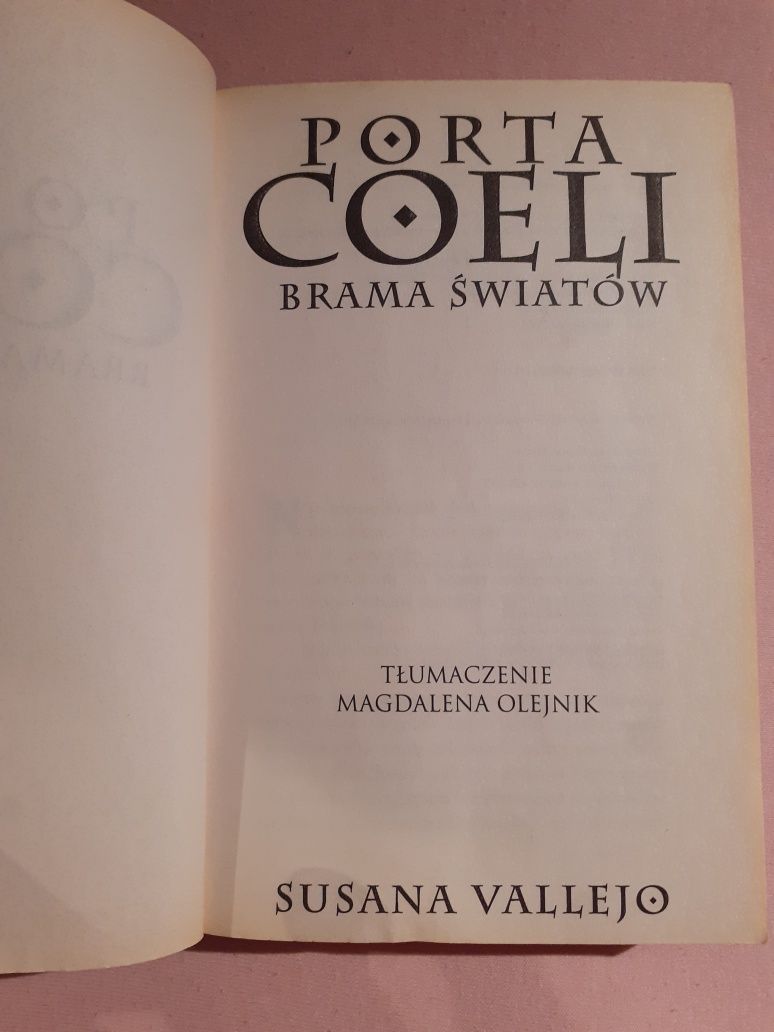 PORTA
COELI
BRAMA ŚWIATÓW
TŁUMACZENIE
MAGDALENA OLEJNIK
SUSANA VALLEJO